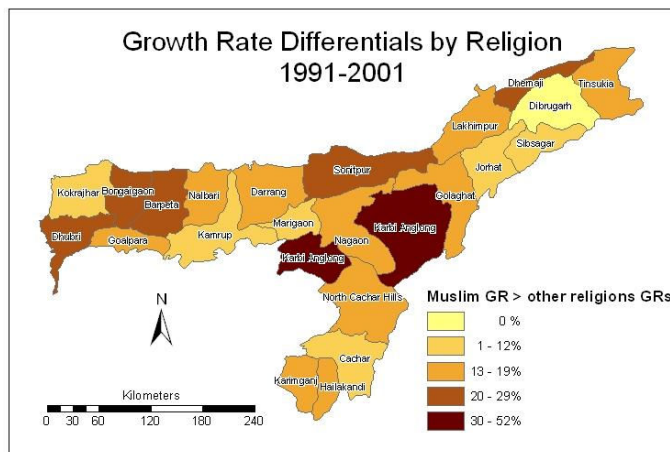 Growth Rate Differentials by Religion
1991-2001
Dhemaji
Tinsukia
Dibrugarh
Lakhimpur
Sibsagar
Jorhat
Sonitpur
Golaghat
Kokrajhar
Bongaigaon
Nalbari
Darrang
Barpeta
Marigaon
Karbi Anglong
Dhubri
Goalpara
Kamrup
Nagaon
Karbi Anglong
North Cachar Hills
Cachar
Karimganj
Hailakandi
N
Kilometers
0 30 60 120 180 240
Muslim GR > other religions GRs
0 %
1 - 12%
13 - 19%
20 - 29%
30 - 52%